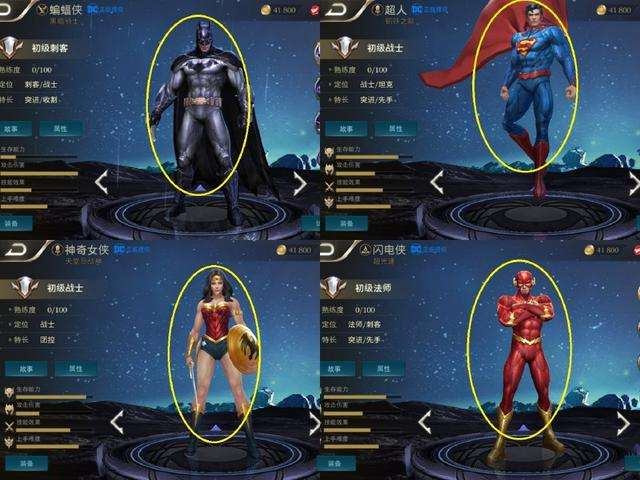 蝙蝠侠
DC 正版授权
黑暗骑士
41 800
初级刺客
熟练度 0/100
定位 刺客/战士
特长 突进/收割
故事 属性
生存能力
攻击伤害
技能效果
上手难度
装备
超人
DC 正版授权
钢铁之躯
41 800
初级战士
熟练度 0/100
定位 战士/坦克
特长 突进/先手
故事 属性
生存能力
攻击伤害
技能效果
上手难度
装备
神奇女侠
DC 正版授权
天堂岛战神
41 800
初级战士
熟练度 0/100
定位 战士
特长 团控
故事 属性
生存能力
攻击伤害
技能效果
上手难度
装备
闪电侠
DC 正版授权
超光速
41 800
初级法师
熟练度 0/100
定位 法师/刺客
特长 突进/先手
故事 属性
生存能力
攻击伤害
技能效果
上手难度
装备